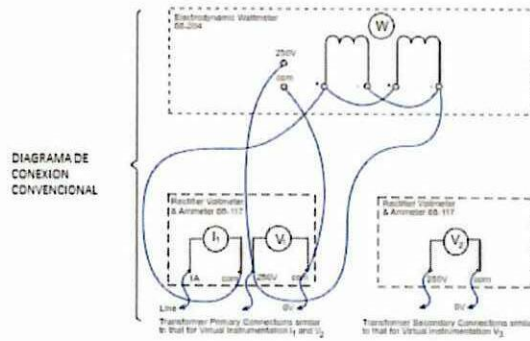 Electrodynamic Wattmeter
68-204
W
250V
com
DIAGRAMA DE
CONEXION
CONVENCIONAL
Rectifier Voltmeter
& Ammeter 68-117
I1
V1
1A
com
250V
com
Line
0V
Transformer Primary Connections similar
to that for Virtual Instrumentation I1 and V2
Rectifier Voltmeter
& Ammeter 68-117
V2
250V
0V
Transformer Secondary Connections similar
to that for Virtual Instrumentation V3